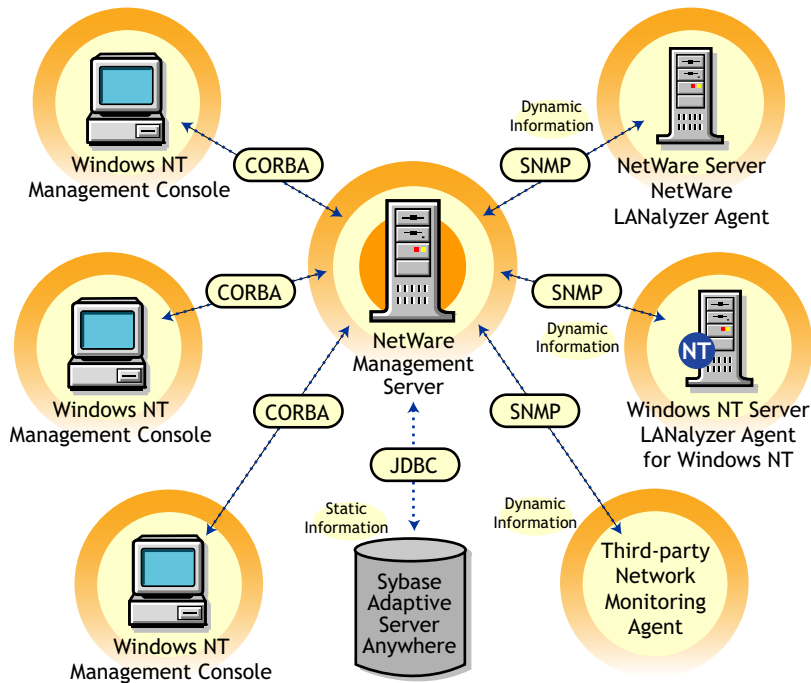 Windows NT
Management Console
CORBA
Dynamic
Information
SNMP
NetWare Server
NetWare
LANalyzer Agent
Windows NT
Management Console
CORBA
NetWare
Management
Server
SNMP
Dynamic
Information
NT
Windows NT Server
LANalyzer Agent
for Windows NT
Windows NT
Management Console
CORBA
SNMP
JDBC
Static
Information
Dynamic
Information
Sybase
Adaptive
Server
Anywhere
Third-party
Network
Monitoring
Agent